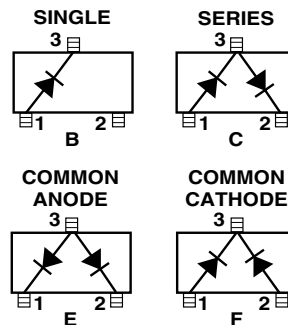 SINGLE
3
1 2
B
SERIES
3
1 2
C
COMMON
ANODE
3
1 2
E
COMMON
CATHODE
3
1 2
F